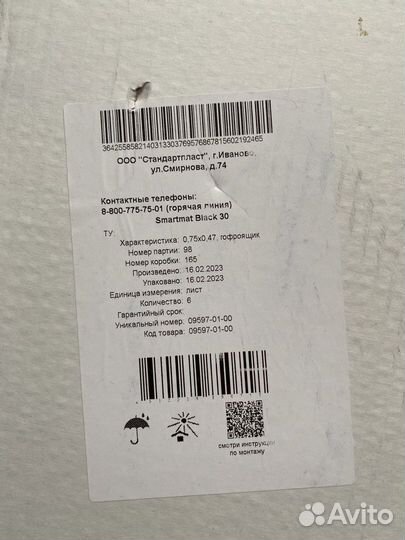 36425585821403133037695768678156021924​65
ООО "Стандартпласт", г.Иваново,
ул.Смирнова, д.74
Контактные телефоны:
8-800-775-75-01 (горячая линия)
Smartmat Black 30
ТУ:
Характеристика: 0,75x0,47, гофроящик
Номер партии: 98
Номер коробки: 165
Произведено: 16.02.2023
Упаковано: 16.02.2023
Единица измерения: лист
Количество: 6
Гарантийный срок:
Уникальный номер: 09597-01-00
Код товара: 09597-01-00
смотри инструкции
по монтажу
Avito